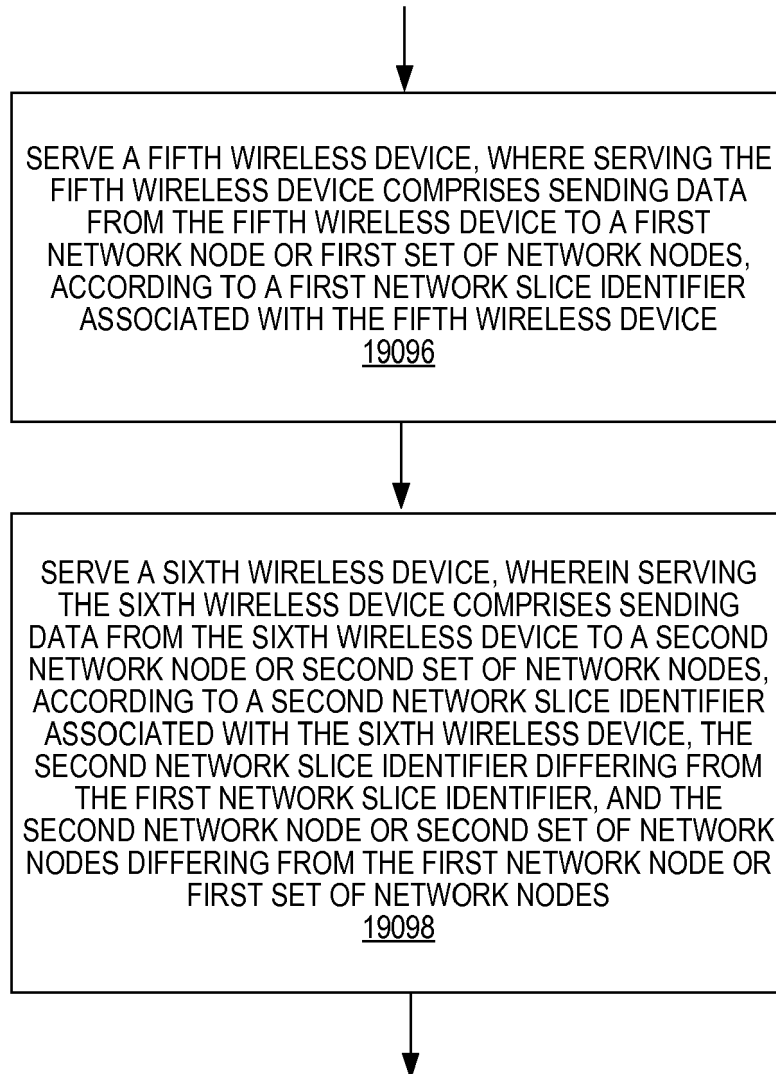 SERVE A FIFTH WIRELESS DEVICE, WHERE SERVING THE
FIFTH WIRELESS DEVICE COMPRISES SENDING DATA
FROM THE FIFTH WIRELESS DEVICE TO A FIRST
NETWORK NODE OR FIRST SET OF NETWORK NODES,
ACCORDING TO A FIRST NETWORK SLICE IDENTIFIER
ASSOCIATED WITH THE FIFTH WIRELESS DEVICE
19096
SERVE A SIXTH WIRELESS DEVICE, WHEREIN SERVING
THE SIXTH WIRELESS DEVICE COMPRISES SENDING
DATA FROM THE SIXTH WIRELESS DEVICE TO A SECOND
NETWORK NODE OR SECOND SET OF NETWORK NODES,
ACCORDING TO A SECOND NETWORK SLICE IDENTIFIER
ASSOCIATED WITH THE SIXTH WIRELESS DEVICE, THE
SECOND NETWORK SLICE IDENTIFIER DIFFERING FROM
THE FIRST NETWORK SLICE IDENTIFIER, AND THE
SECOND NETWORK NODE OR SECOND SET OF NETWORK
NODES DIFFERING FROM THE FIRST NETWORK NODE OR
FIRST SET OF NETWORK NODES
19098